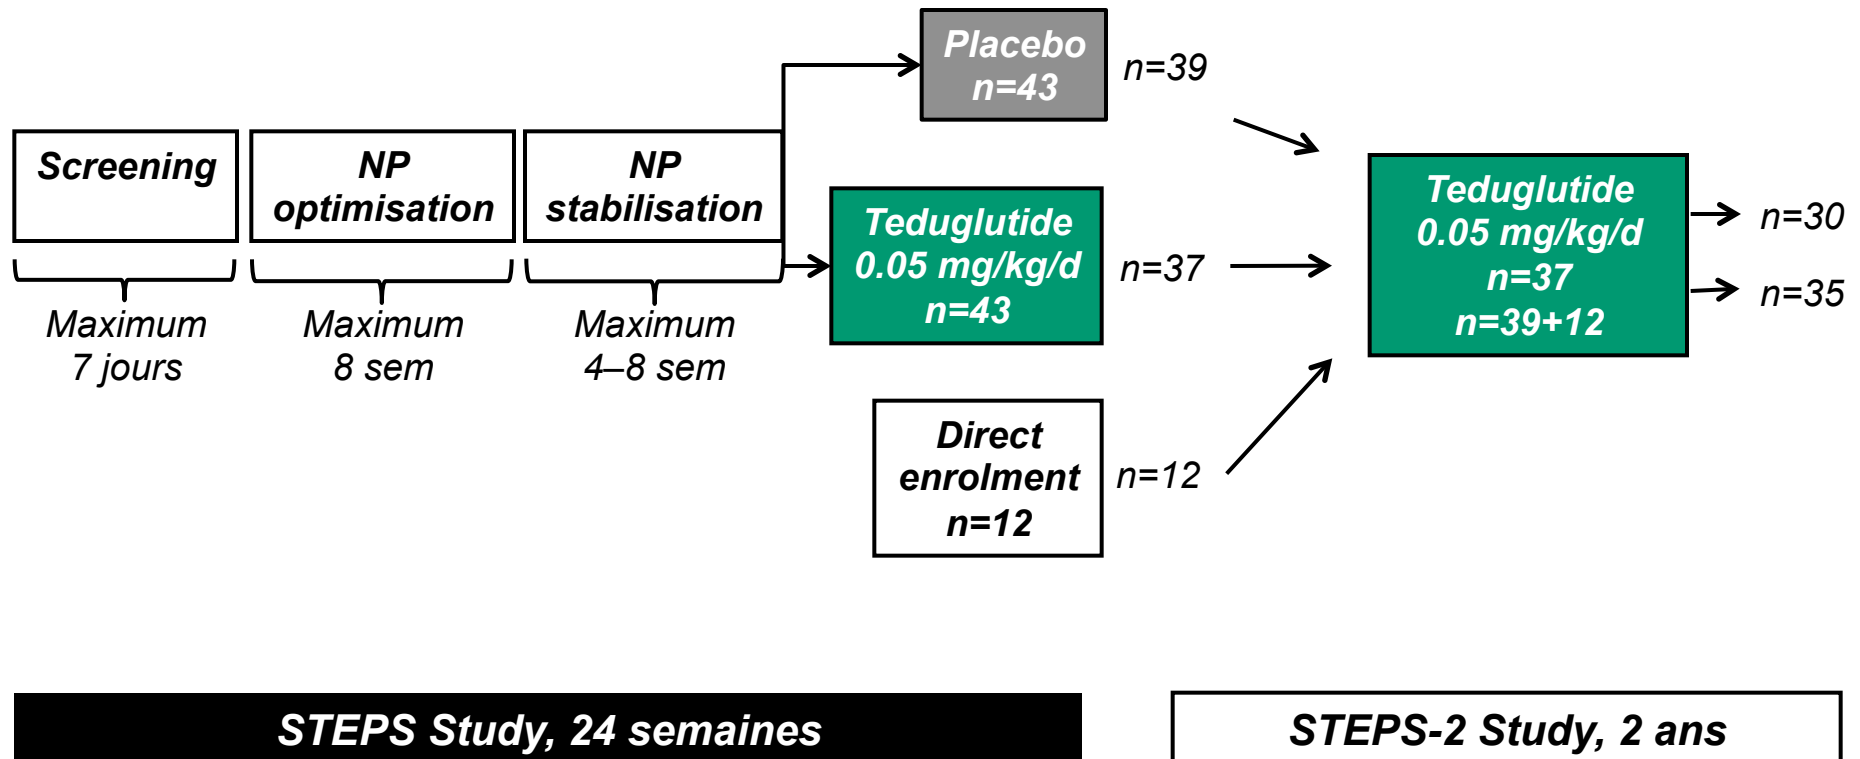 Screening
Maximum
7 jours
NP
optimisation
Maximum
8 sem
NP
stabilisation
Maximum
4–8 sem
Placebo
n=43
n=39
Teduglutide
0.05 mg/kg/d
n=43
n=37
Direct
enrolment
n=12
n=12
Teduglutide
0.05 mg/kg/d
n=37
n=39+12
n=30
n=35
STEPS Study, 24 semaines
STEPS-2 Study, 2 ans